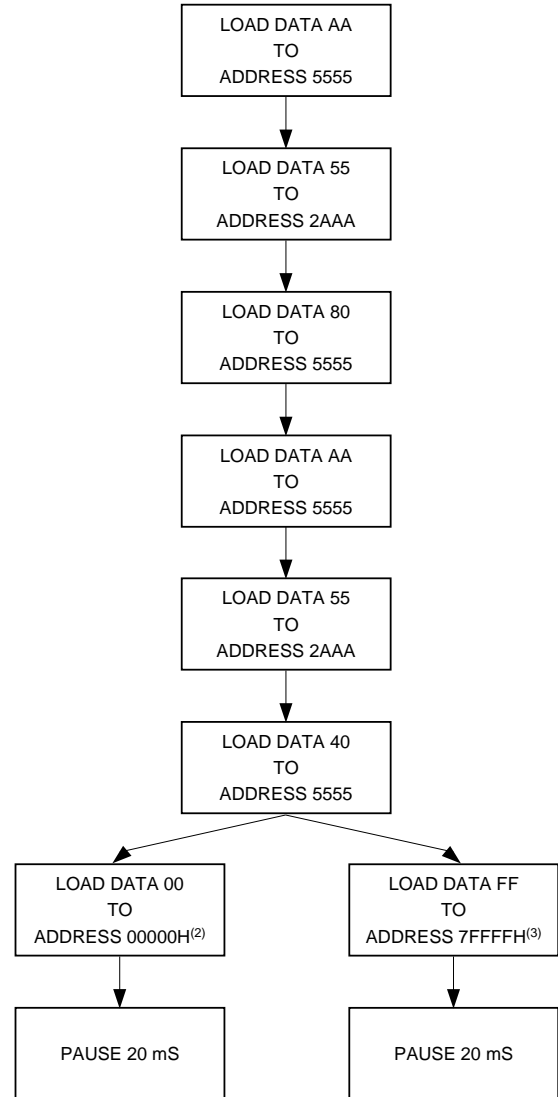 LOAD DATA AA
TO
ADDRESS 5555
LOAD DATA 55
TO
ADDRESS 2AAA
LOAD DATA 80
TO
ADDRESS 5555
LOAD DATA AA
TO
ADDRESS 5555
LOAD DATA 55
TO
ADDRESS 2AAA
LOAD DATA 40
TO
ADDRESS 5555
LOAD DATA 00
TO
ADDRESS 00000H(2)
LOAD DATA FF
TO
ADDRESS 7FFFFH(3)
PAUSE 20 mS
PAUSE 20 mS